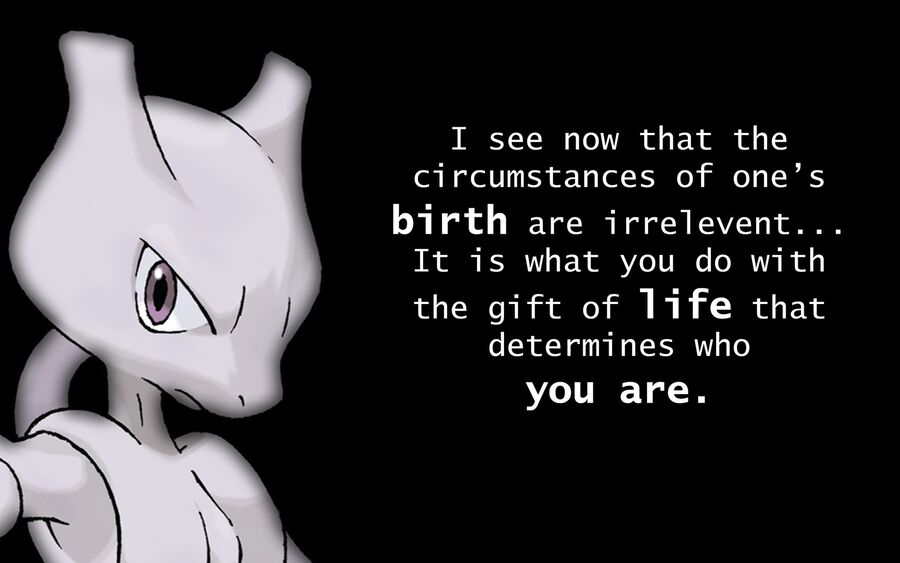 I see now that the
circumstances of one’s
birth are irrelevent...
It is what you do with
the gift of life that
determines who
you are.